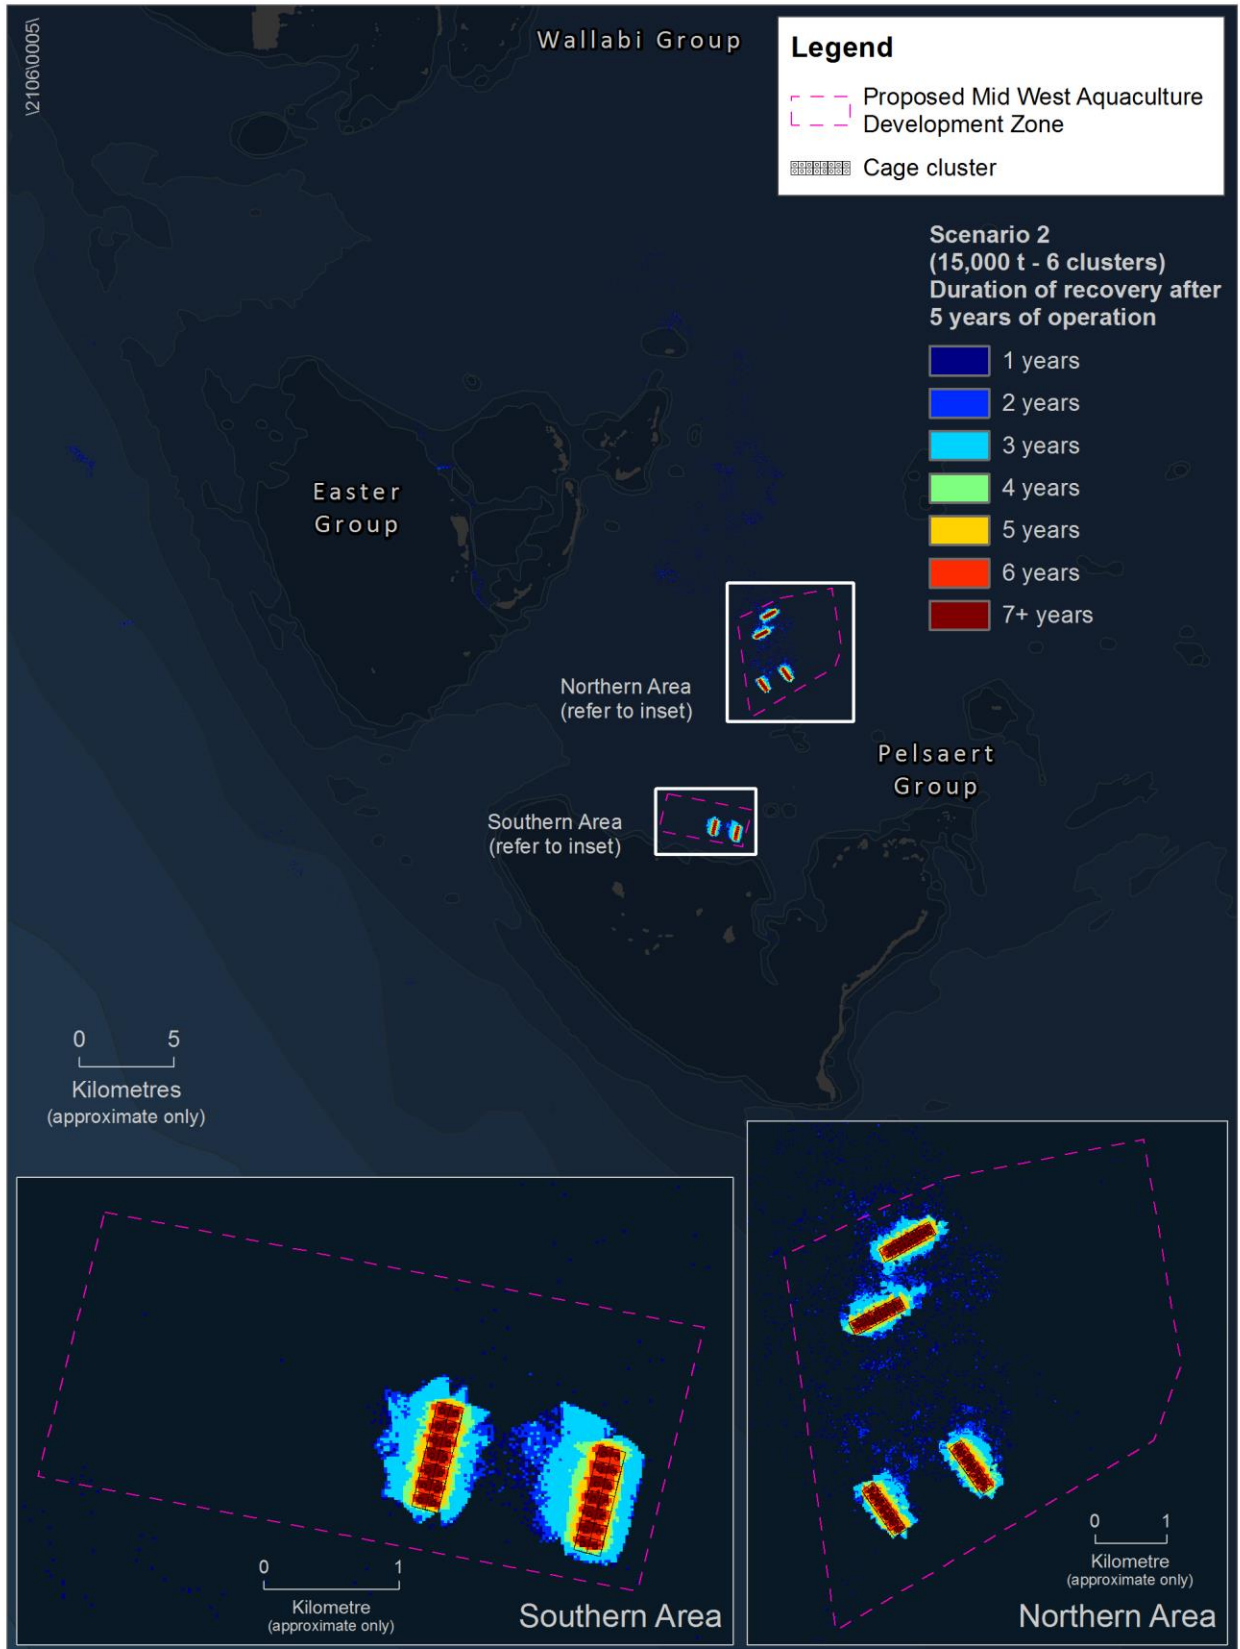 \2106\0005\
Wallabi Group
Legend
Proposed Mid West Aquaculture
Development Zone
Cage cluster
Scenario 2
(15,000 t - 6 clusters)
Duration of recovery after
5 years of operation
1 years
2 years
3 years
4 years
5 years
6 years
7+ years
Easter
Group
Northern Area
(refer to inset)
Pelsaert
Group
Southern Area
(refer to inset)
0 5
Kilometres
(approximate only)
0 1
Kilometre
(approximate only)
Southern Area
0 1
Kilometre
(approximate only)
Northern Area